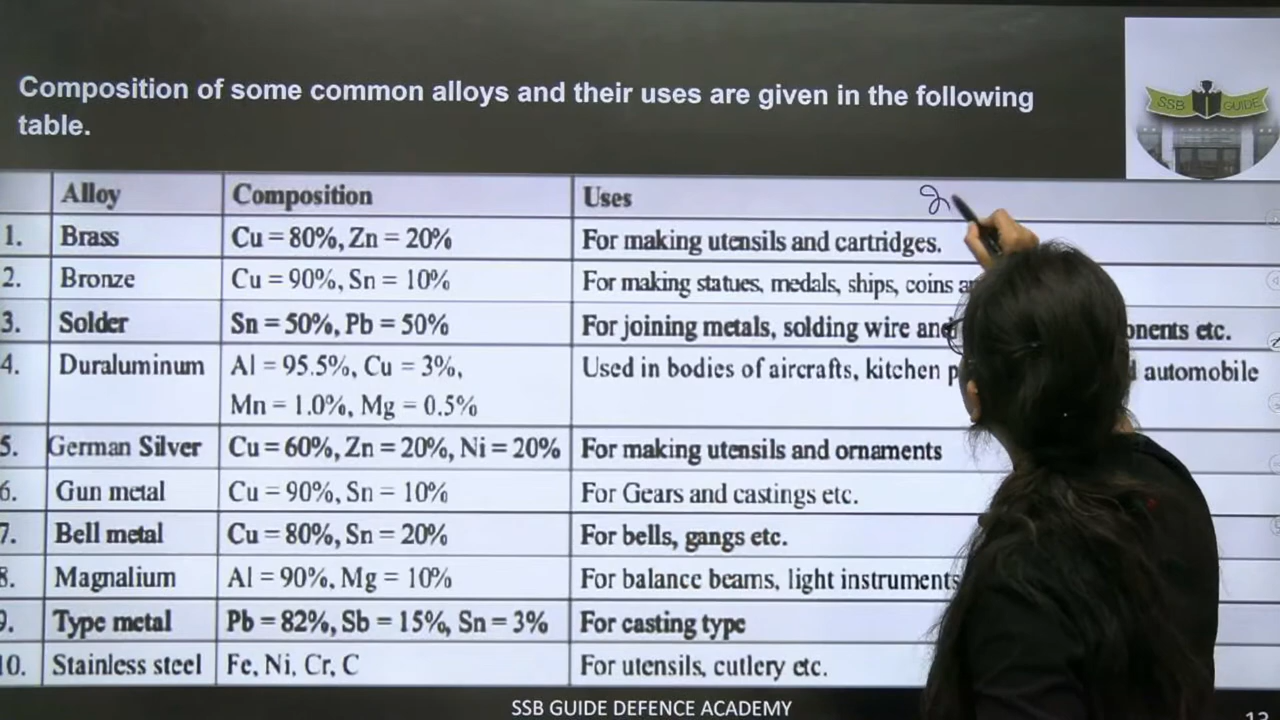 Composition of some common alloys and their uses are given in the following
table.
SSB GUIDE
Alloy Composition Uses
1. Brass Cu = 80%, Zn = 20% For making utensils and cartridges.
2. Bronze Cu = 90%, Sn = 10% For making statues, medals, ships, coins
3. Solder Sn = 50%, Pb = 50% For joining metals, solding wire and etc.
4. Duraluminum Al = 95.5%, Cu = 3%, Used in bodies of aircrafts, kitchen automobile
Mn = 1.0%, Mg = 0.5%
5. German Silver Cu = 60%, Zn = 20%, Ni = 20% For making utensils and ornaments
6. Gun metal Cu = 90%, Sn = 10% For Gears and castings etc.
7. Bell metal Cu = 80%, Sn = 20% For bells, gangs etc.
8. Magnalium Al = 90%, Mg = 10% For balance beams, light instruments
9. Type metal Pb = 82%, Sb = 15%, Sn = 3% For casting type
10. Stainless steel Fe, Ni, Cr, C For utensils, cutlery etc.
SSB GUIDE DEFENCE ACADEMY